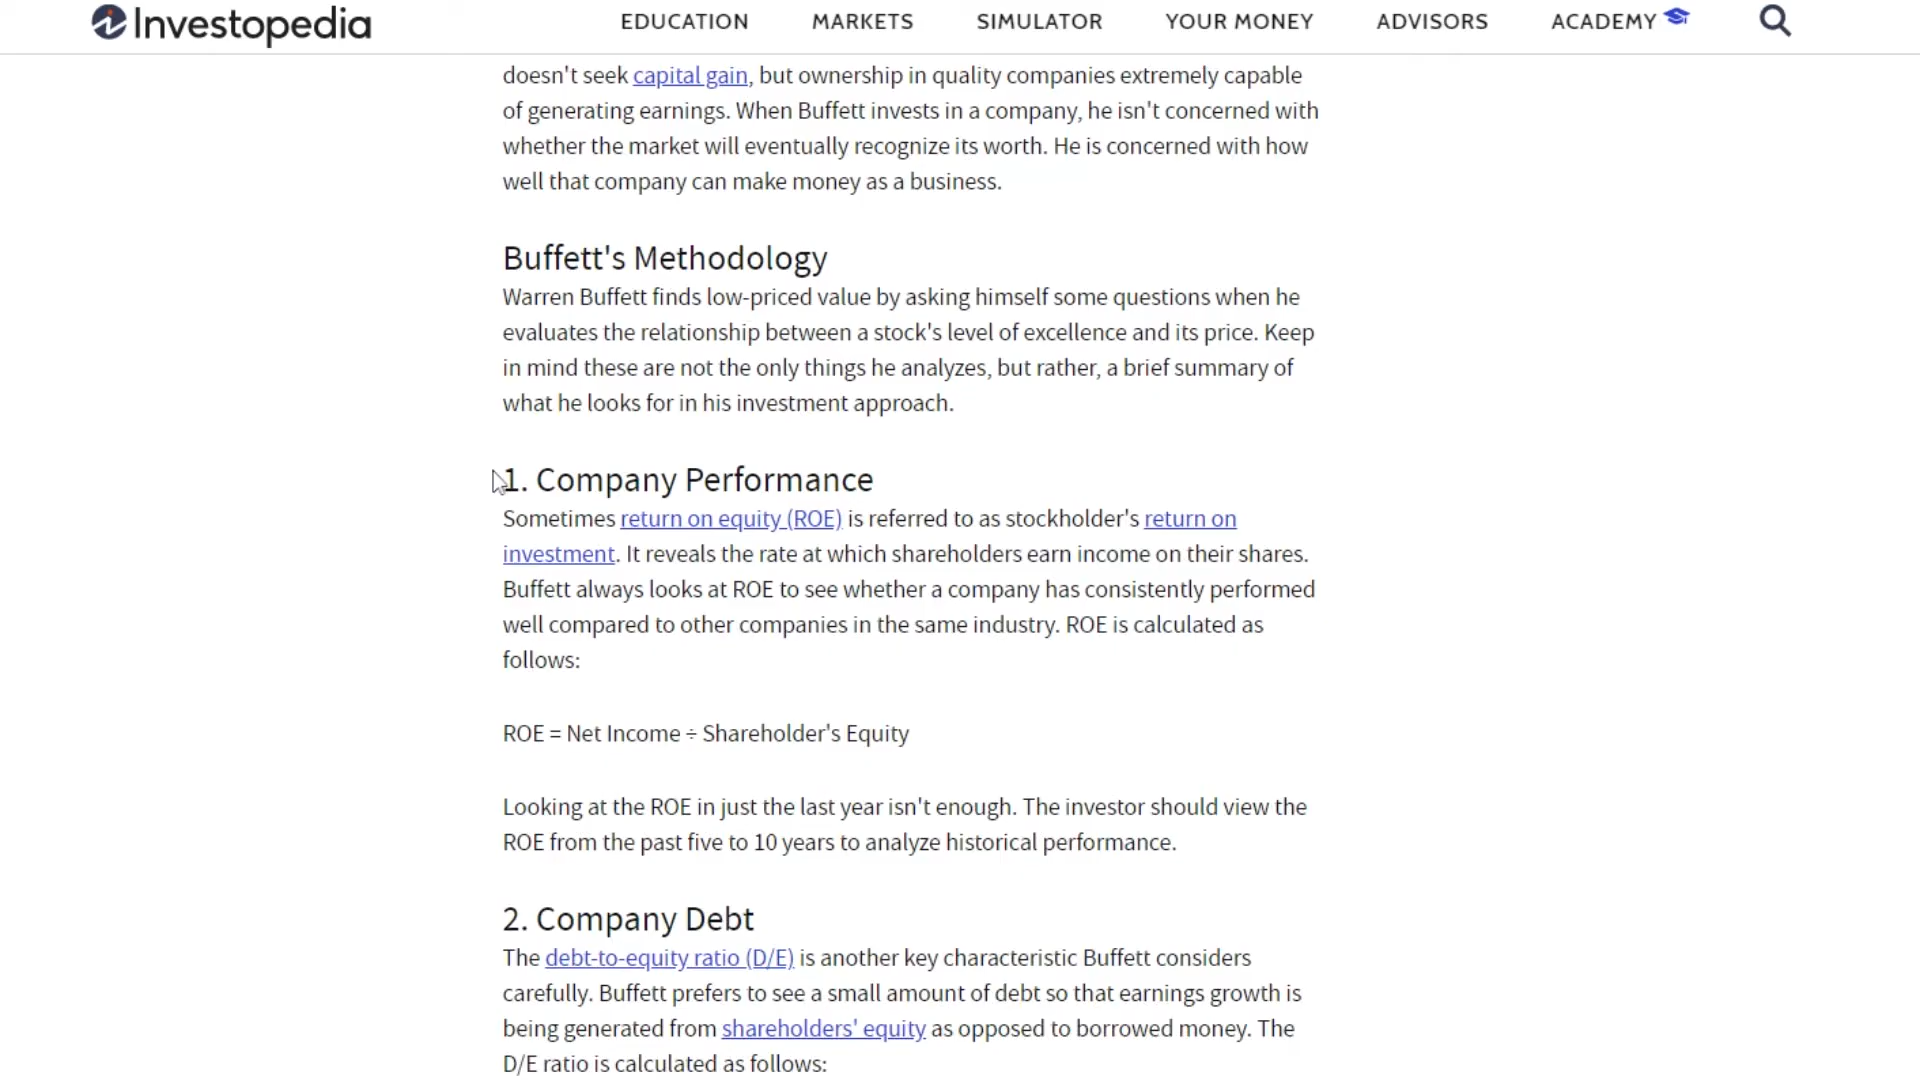 Investopedia
EDUCATION MARKETS SIMULATOR YOUR MONEY ADVISORS ACADEMY
doesn't seek capital gain, but ownership in quality companies extremely capable
of generating earnings. When Buffett invests in a company, he isn't concerned with
whether the market will eventually recognize its worth. He is concerned with how
well that company can make money as a business.
Buffett's Methodology
Warren Buffett finds low-priced value by asking himself some questions when he
evaluates the relationship between a stock's level of excellence and its price. Keep
in mind these are not the only things he analyzes, but rather, a brief summary of
what he looks for in his investment approach.
1. Company Performance
Sometimes return on equity (ROE) is referred to as stockholder's return on
investment. It reveals the rate at which shareholders earn income on their shares.
Buffett always looks at ROE to see whether a company has consistently performed
well compared to other companies in the same industry. ROE is calculated as
follows:
ROE = Net Income ÷ Shareholder's Equity
Looking at the ROE in just the last year isn't enough. The investor should view the
ROE from the past five to 10 years to analyze historical performance.
2. Company Debt
The debt-to-equity ratio (D/E) is another key characteristic Buffett considers
carefully. Buffett prefers to see a small amount of debt so that earnings growth is
being generated from shareholders' equity as opposed to borrowed money. The
D/E ratio is calculated as follows: